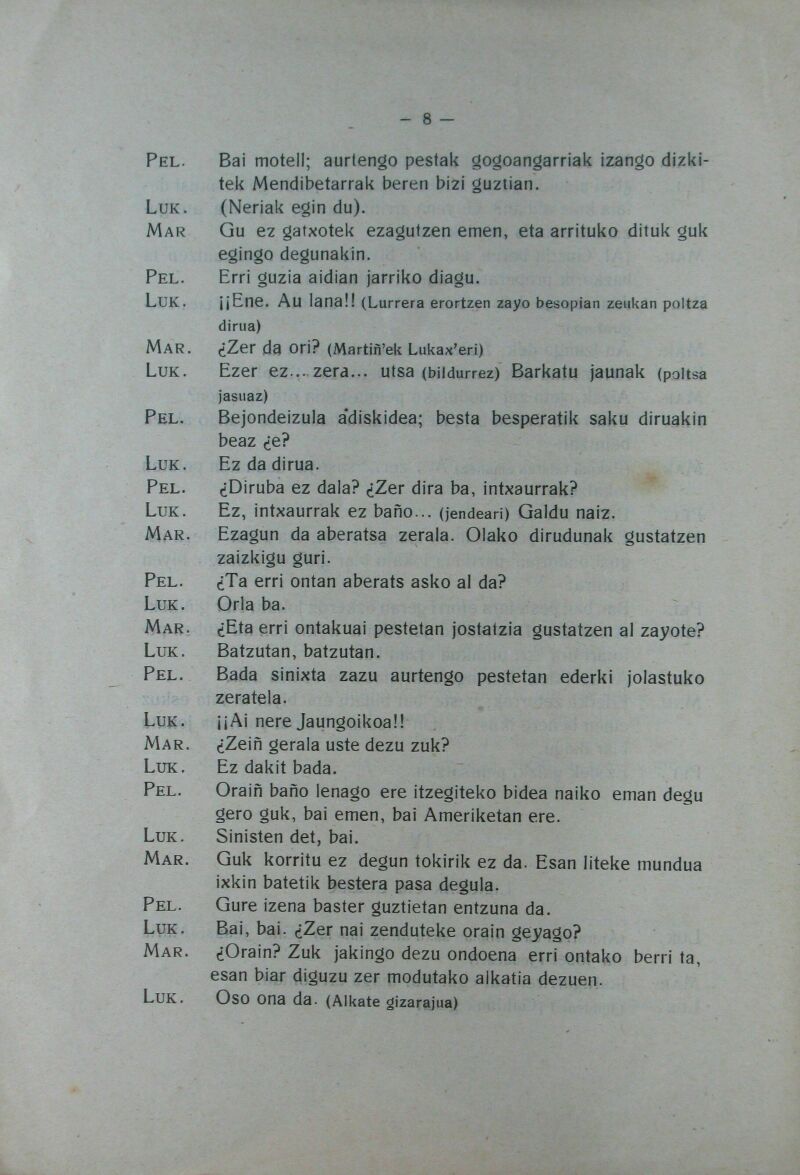 – 8 —
PEL. Bai motell; aurtengo pestak gogoangarriak izango dizki-
tek Mendibetarrak beren bizi guztian.
LUK. (Neriak egin du).
MAR Gu ez gatxotek ezagutzen emen, eta arrituko dituk guk
egingo degunakin.
PEL. Erri guzia aidian jarriko diagu.
LUK. ¡¡Ene. Au lana!! (Lurrera erortzen zayo besopian zeukan poltza
dirua)
MAR. ¿Zer da ori? (Martiñ'ek Lukax'eri)
LUK. Ezer ez... zera... utsa (bildurrez) Barkatu jaunak (poltsa
jasuaz)
PEL. Bejondeizula adiskidea; besta besperatik saku diruakin
beaz ¿e?
LUK. Ez da dirua.
PEL. ¿Diruba ez dala? ¿Zer dira ba, intxaurrak?
LUK. Ez, intxaurrak ez baño... (jendeari) Galdu naiz.
MAR. Ezagun da aberatsa zerala. Olako dirudunak gustatzen
zaizkigu guri.
PEL. ¿Ta erri ontan aberats asko al da?
LUK. Orla ba.
MAR. ¿Eta erri ontakuai pestetan jostatzia gustatzen al zayote?
LUK. Batzutan, batzutan.
PEL. Bada sinixta zazu aurtengo pestetan ederki jolastuko
zeratela.
LUK. ¡¡Ai nere Jaungoikoa!!
MAR. ¿Zeiñ gerala uste dezu zuk?
LUK. Ez dakit bada.
PEL. Oraiñ baño lenago ere itzegiteko bidea naiko eman degu
gero guk, bai emen, bai Ameriketan ere.
LUK. Sinisten det, bai.
MAR. Guk korritu ez degun tokirik ez da. Esan liteke mundua
ixkin batetik bestera pasa degula.
PEL. Gure izena baster guztietan entzuna da.
LUK. Bai, bai. ¿Zer nai zenduteke orain geyago?
MAR. ¿Orain? Zuk jakingo dezu ondoena erri ontako berri ta,
esan biar diguzu zer modutako alkatia dezuen.
LUK. Oso ona da. (Alkate gizarajua)